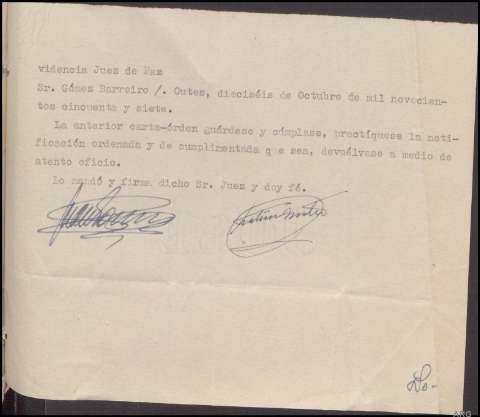 videncia Juez de Paz
Sr. Gómez Barreiro /. Outes, dieciséis de Octubre de mil novecien-
tos cincuenta y siete.
La anterior carta-órden guárdese y cúmplase, practíquese la noti-
ficación ordenada y de cumplimentada que sea, devuélvase a medio de
atento oficio.
Lo mandó y firma dicho Sr. Juez y doy fé.
ARG